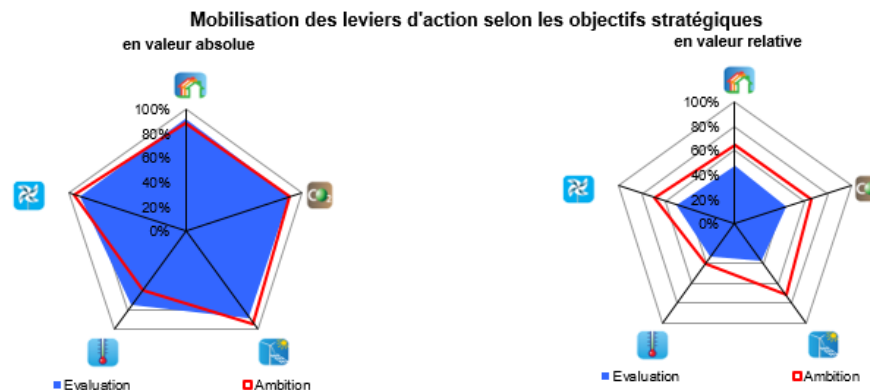 Mobilisation des leviers d'action selon les objectifs stratégiques
en valeur absolue
100%
80%
60%
40%
20%
0%
Evaluation
Ambition
en valeur relative
100%
80%
60%
40%
20%
0%
Evaluation
Ambition